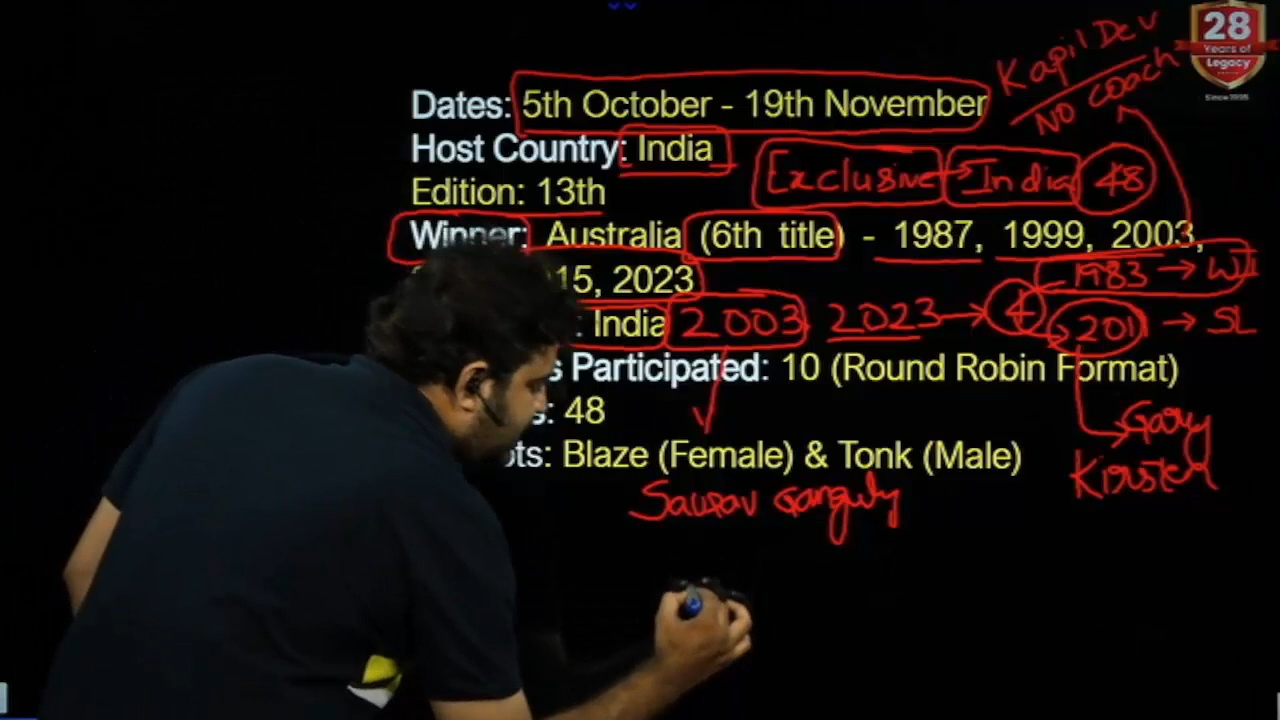 28
Years of
Legacy
Since 1995
Kapil Dev
NO COACH
Dates: 5th October - 19th November
Host Country: India
Exclusive → India 48
Edition: 13th
Winner: Australia (6th title) - 1987, 1999, 2003,
15, 2023
1983 → WI
: India 2003 2023 → 4
2011 → SL
s Participated: 10 (Round Robin Format)
s: 48
Gary
Kirsten
ots: Blaze (Female) & Tonk (Male)
Saurav Ganguly